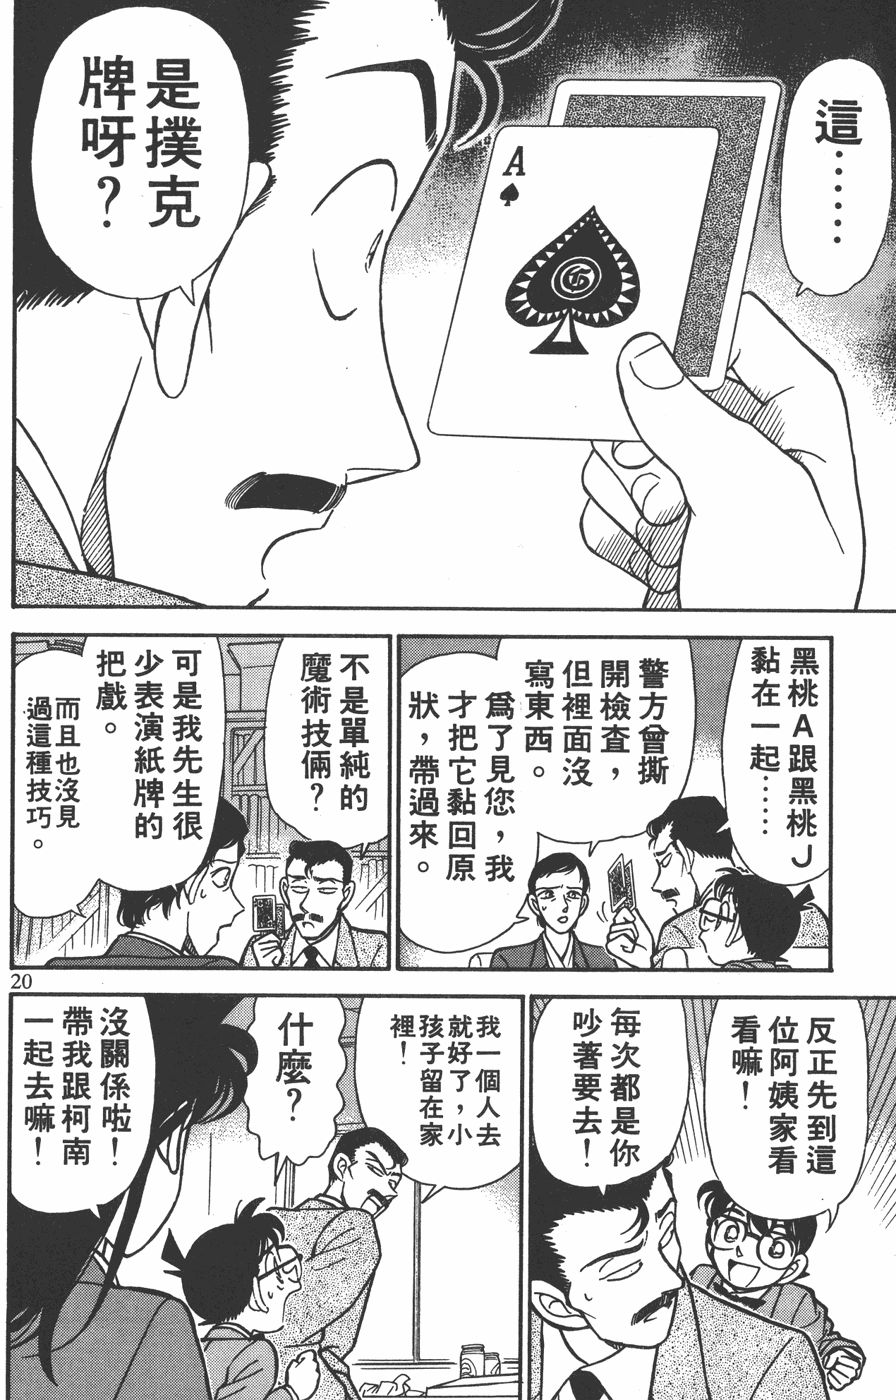 這……
是撲克
牌呀？
A
黑桃A跟黑桃J
黏在一起……
警方曾撕
開檢查，
但裡面沒
寫東西。
為了見您，我
才把它黏回原
狀，帶過來。
不是單純的
魔術技倆？
可是我先生很
少表演紙牌的
把戲。
而且也沒見
過這種技巧。
20
反正先到這
位阿姨家看
看嘛！
每次都是你
吵著要去！
我一個人去
就好了，小
孩子留在家
裡！
什麼？
沒關係啦！
帶我跟柯南
一起去嘛！